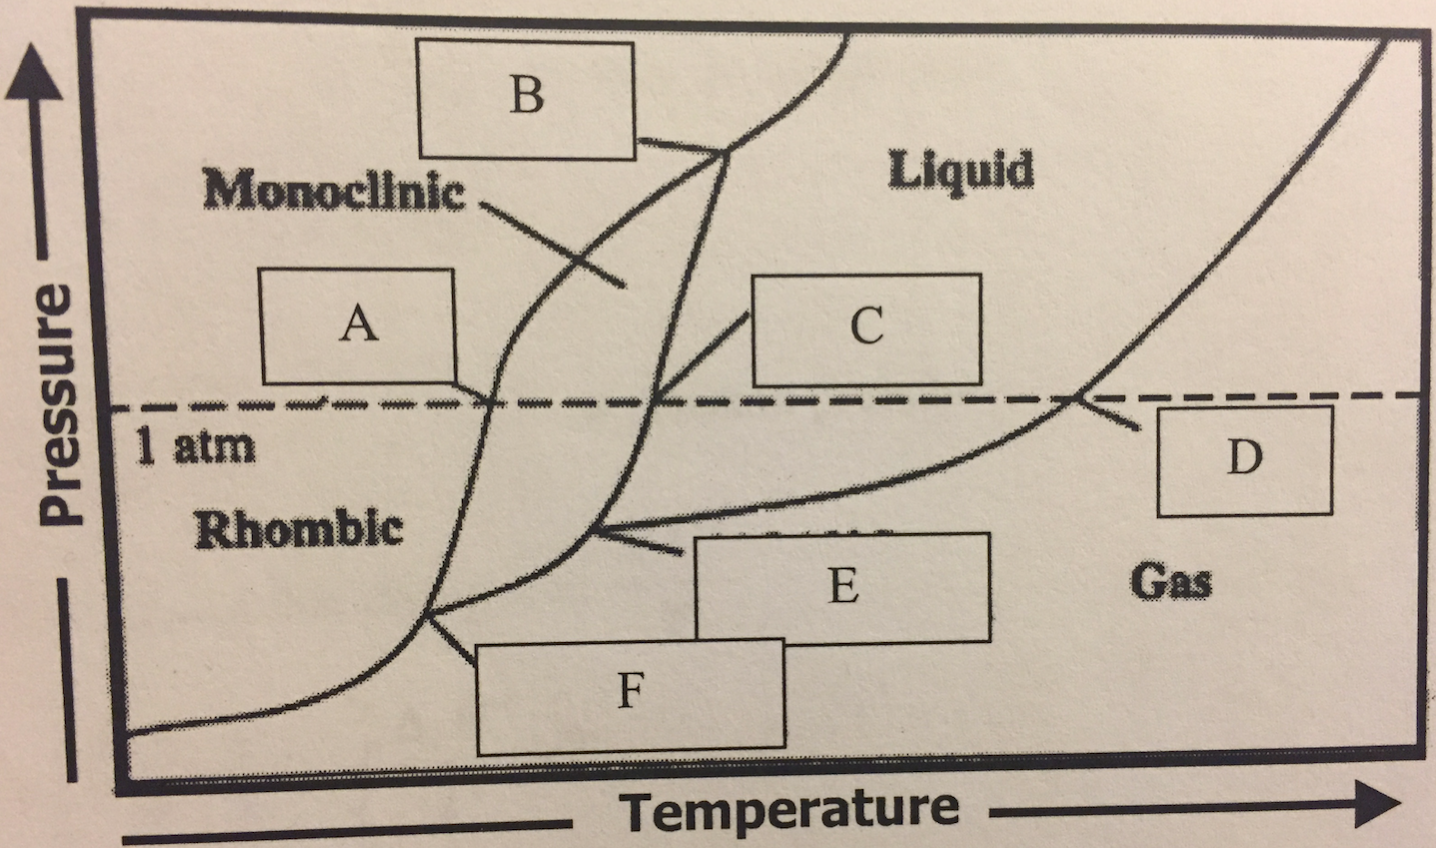 B
Monoclinic
Liquid
A
C
1 atm
D
Rhombic
E
Gas
F
Pressure
Temperature